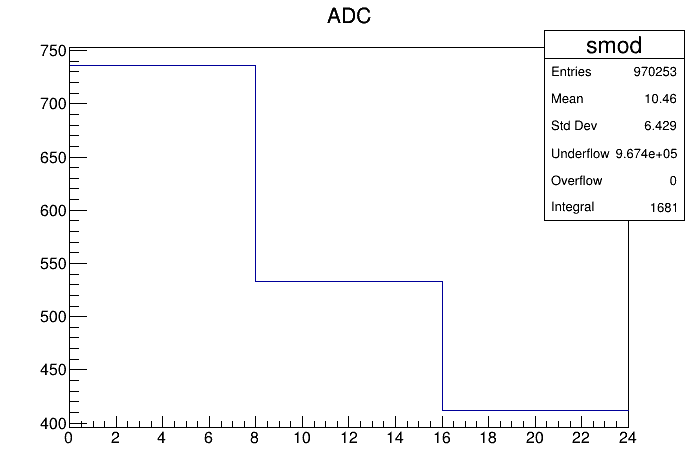 ADC
smod
Entries 970253
Mean 10.46
Std Dev 6.429
Underflow 9.674e+05
Overflow 0
Integral 1681
750
700
650
600
550
500
450
400
0 2 4 6 8 10 12 14 16 18 20 22 24